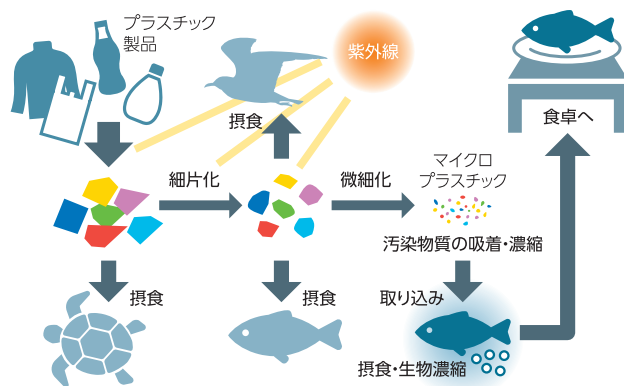 プラスチック
製品
紫外線
摂食
食卓へ
細片化
微細化
マイクロ
プラスチック
汚染物質の吸着・濃縮
摂食
摂食
取り込み
摂食・生物濃縮